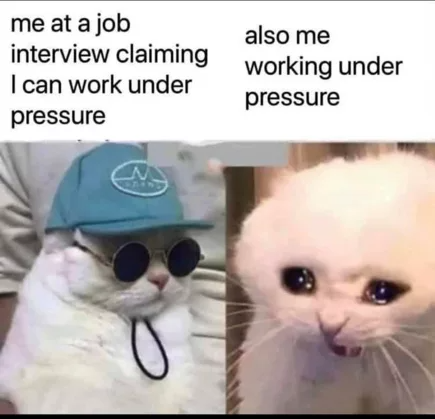 me at a job
interview claiming
I can work under
pressure
also me
working under
pressure